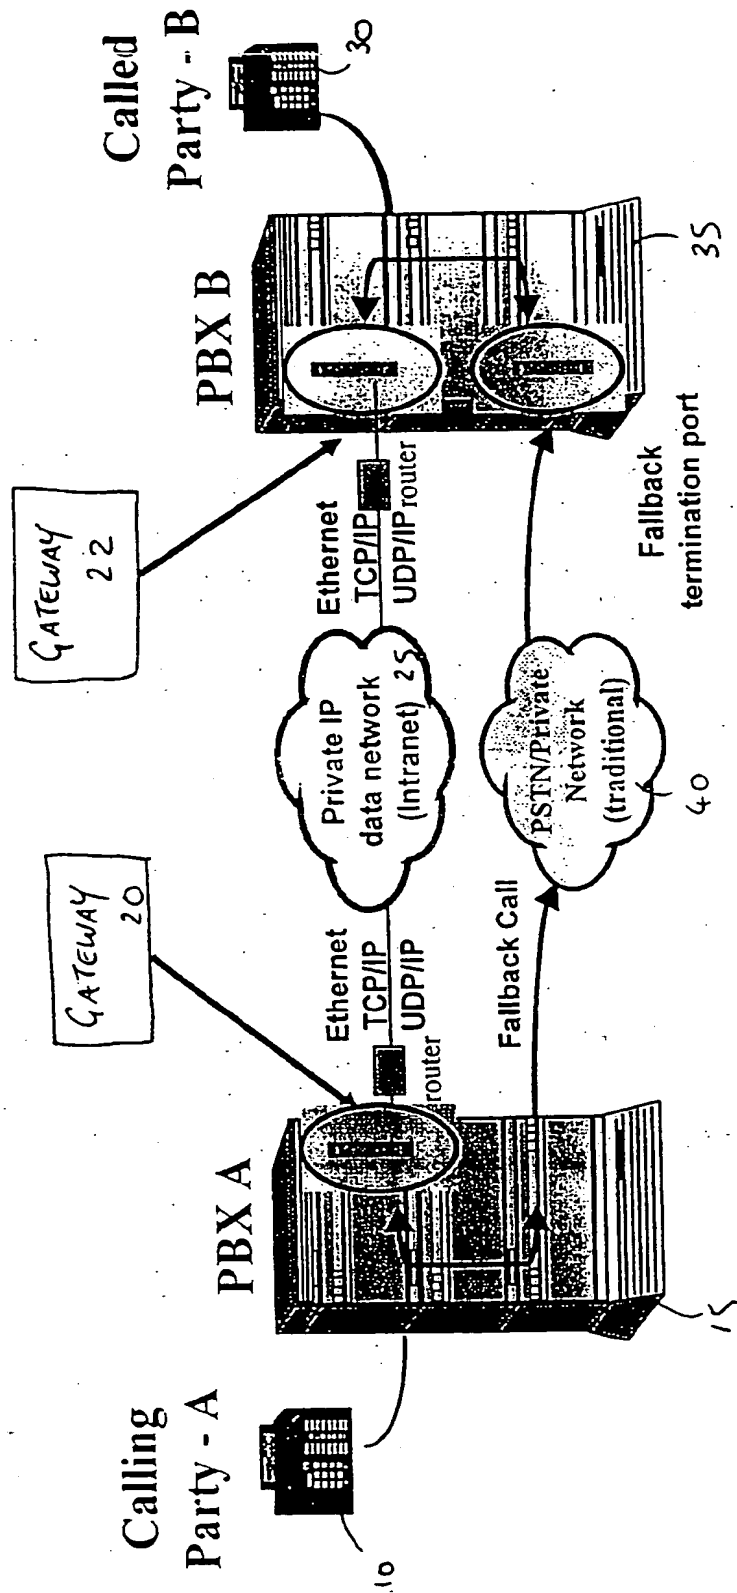 Calling
Party - A
10
PBX A
15
GATEWAY
20
router
Ethernet
TCP/IP
UDP/IP
Fallback Call
Private IP
data network
(Intranet) 25
PSTN/Private
Network
(traditional)
40
GATEWAY
22
Ethernet
TCP/IP
UDP/IP
router
PBX B
35
Fallback
termination port
Called
Party - B
30